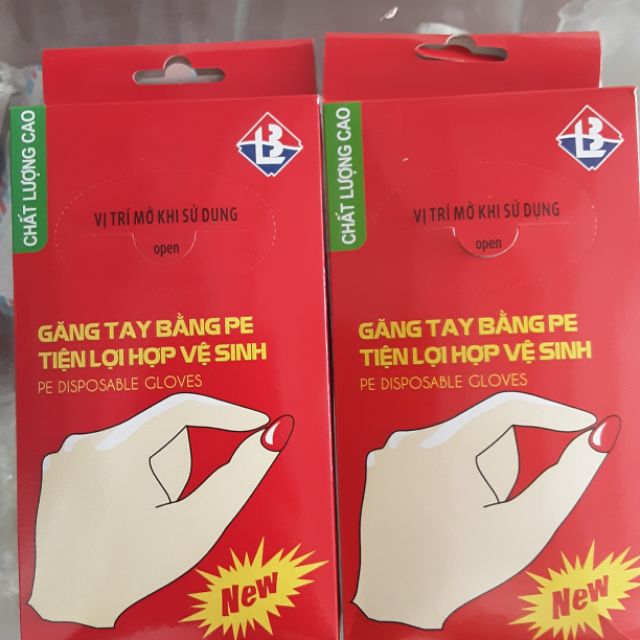 CHẤT LƯỢNG CAO
LB
VỊ TRÍ MỞ KHI SỬ DỤNG
open
GĂNG TAY BẰNG PE
TIỆN LỢI HỢP VỆ SINH
PE DISPOSABLE GLOVES
New
CHẤT LƯỢNG CAO
LB
VỊ TRÍ MỞ KHI SỬ DỤNG
open
GĂNG TAY BẰNG PE
TIỆN LỢI HỢP VỆ SINH
PE DISPOSABLE GLOVES
New